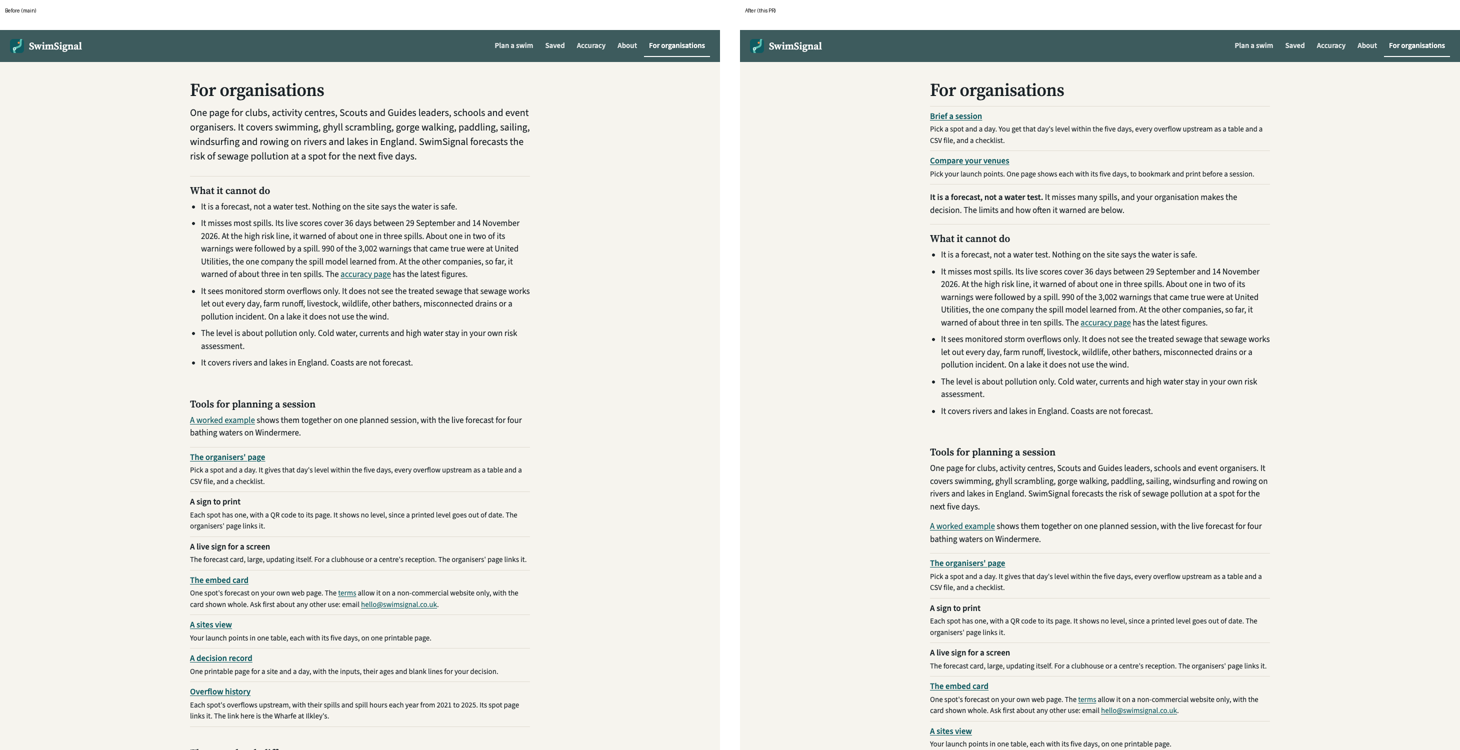 Before (main)
SwimSignal
Plan a swim Saved Accuracy About For organisations
For organisations
One page for clubs, activity centres, Scouts and Guides leaders, schools and event
organisers. It covers swimming, ghyll scrambling, gorge walking, paddling, sailing,
windsurfing and rowing on rivers and lakes in England. SwimSignal forecasts the
risk of sewage pollution at a spot for the next five days.
What it cannot do
• It is a forecast, not a water test. Nothing on the site says the water is safe.
• It misses most spills. Its live scores cover 36 days between 29 September and 14 November
2026. At the high risk line, it warned of about one in three spills. About one in two of its
warnings were followed by a spill. 990 of the 3,002 warnings that came true were at United
Utilities, the one company the spill model learned from. At the other companies, so far, it
warned of about three in ten spills. The accuracy page has the latest figures.
• It sees monitored storm overflows only. It does not see the treated sewage that sewage works
let out every day, farm runoff, livestock, wildlife, other bathers, misconnected drains or a
pollution incident. On a lake it does not use the wind.
• The level is about pollution only. Cold water, currents and high water stay in your own risk
assessment.
• It covers rivers and lakes in England. Coasts are not forecast.
Tools for planning a session
A worked example shows them together on one planned session, with the live forecast for four
bathing waters on Windermere.
The organisers' page
Pick a spot and a day. It gives that day's level within the five days, every overflow upstream as a table and a
CSV file, and a checklist.
A sign to print
Each spot has one, with a QR code to its page. It shows no level, since a printed level goes out of date. The
organisers' page links it.
A live sign for a screen
The forecast card, large, updating itself. For a clubhouse or a centre's reception. The organisers' page links it.
The embed card
One spot's forecast on your own web page. The terms allow it on a non-commercial website only, with the
card shown whole. Ask first about any other use: email hello@swimsignal.co.uk.
A sites view
Your launch points in one table, each with its five days, on one printable page.
A decision record
One printable page for a site and a day, with the inputs, their ages and blank lines for your decision.
Overflow history
Each spot's overflows upstream, with their spills and spill hours each year from 2021 to 2025. Its spot page
links it. The link here is the Wharfe at Ilkley's.
After (this PR)
SwimSignal
Plan a swim Saved Accuracy About For organisations
For organisations
Brief a session
Pick a spot and a day. You get that day's level within the five days, every overflow upstream as a table and a
CSV file, and a checklist.
Compare your venues
Pick your launch points. One page shows each with its five days, to bookmark and print before a session.
It is a forecast, not a water test. It misses many spills, and your organisation makes the
decision. The limits and how often it warned are below.
What it cannot do
• It is a forecast, not a water test. Nothing on the site says the water is safe.
• It misses most spills. Its live scores cover 36 days between 29 September and 14 November
2026. At the high risk line, it warned of about one in three spills. About one in two of its
warnings were followed by a spill. 990 of the 3,002 warnings that came true were at United
Utilities, the one company the spill model learned from. At the other companies, so far, it
warned of about three in ten spills. The accuracy page has the latest figures.
• It sees monitored storm overflows only. It does not see the treated sewage that sewage works
let out every day, farm runoff, livestock, wildlife, other bathers, misconnected drains or a
pollution incident. On a lake it does not use the wind.
• The level is about pollution only. Cold water, currents and high water stay in your own risk
assessment.
• It covers rivers and lakes in England. Coasts are not forecast.
Tools for planning a session
One page for clubs, activity centres, Scouts and Guides leaders, schools and event organisers. It
covers swimming, ghyll scrambling, gorge walking, paddling, sailing, windsurfing and rowing on
rivers and lakes in England. SwimSignal forecasts the risk of sewage pollution at a spot for the
next five days.
A worked example shows them together on one planned session, with the live forecast for four
bathing waters on Windermere.
The organisers' page
Pick a spot and a day. It gives that day's level within the five days, every overflow upstream as a table and a
CSV file, and a checklist.
A sign to print
Each spot has one, with a QR code to its page. It shows no level, since a printed level goes out of date. The
organisers' page links it.
A live sign for a screen
The forecast card, large, updating itself. For a clubhouse or a centre's reception. The organisers' page links it.
The embed card
One spot's forecast on your own web page. The terms allow it on a non-commercial website only, with the
card shown whole. Ask first about any other use: email hello@swimsignal.co.uk.
A sites view
Your launch points in one table, each with its five days, on one printable page.